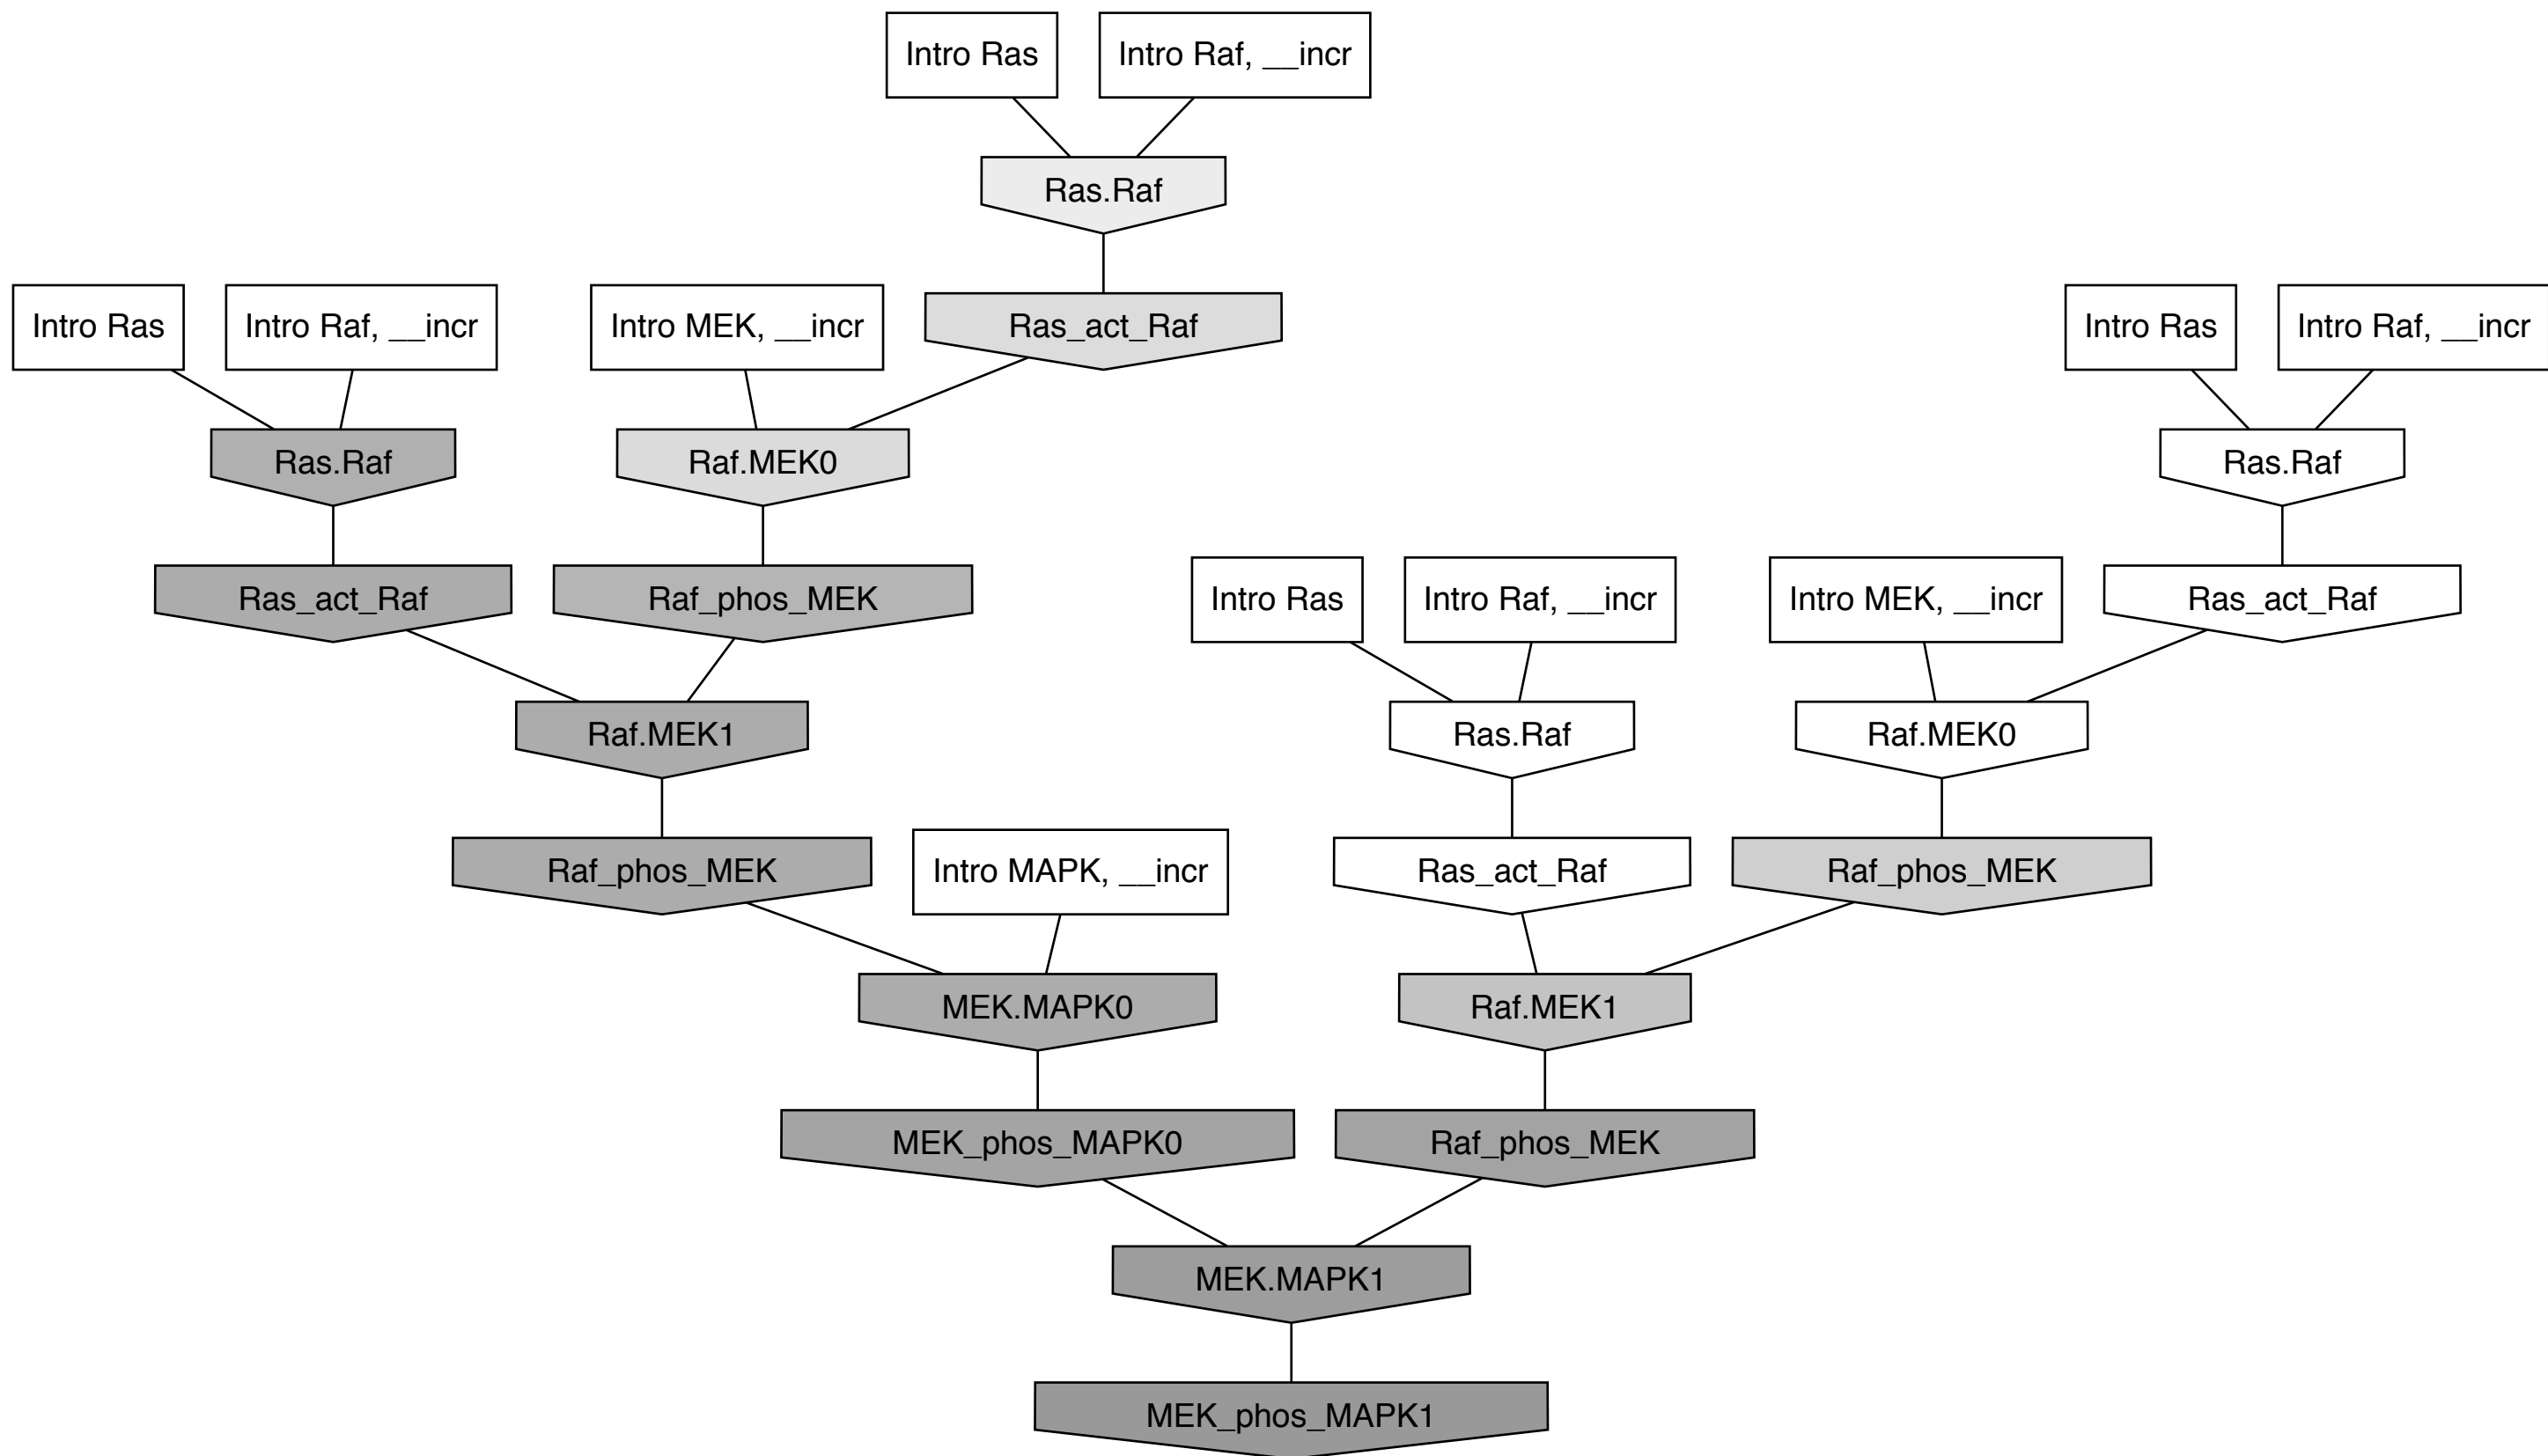 Intro Ras
Intro Raf, __incr
Ras.Raf
Intro Ras
Intro Raf, __incr
Intro MEK, __incr
Ras_act_Raf
Intro Ras
Intro Raf, __incr
Ras.Raf
Raf.MEK0
Ras.Raf
Ras_act_Raf
Raf_phos_MEK
Intro Ras
Intro Raf, __incr
Intro MEK, __incr
Ras_act_Raf
Raf.MEK1
Ras.Raf
Raf.MEK0
Raf_phos_MEK
Intro MAPK, __incr
Ras_act_Raf
Raf_phos_MEK
MEK.MAPK0
Raf.MEK1
MEK_phos_MAPK0
Raf_phos_MEK
MEK.MAPK1
MEK_phos_MAPK1